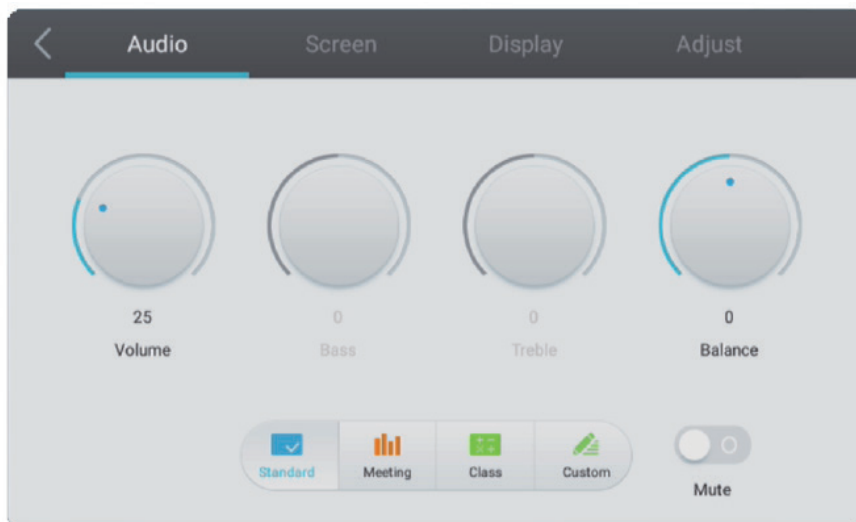 Audio Screen Display Adjust
25 0 0 0
Volume Bass Treble Balance
Standard Meeting Class Custom
Mute